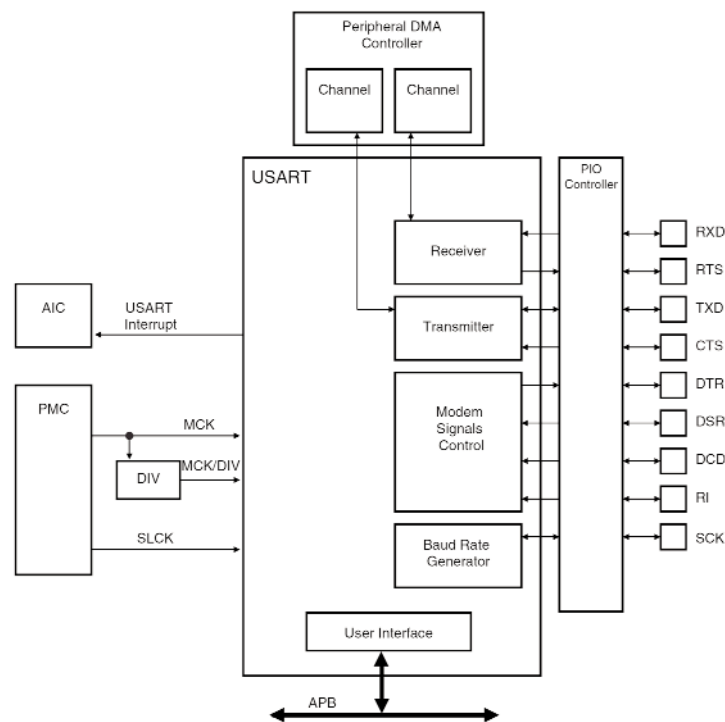 Peripheral DMA
Controller
Channel
Channel
USART
PIO
Controller
Receiver
RXD
RTS
AIC
USART
Interrupt
Transmitter
TXD
CTS
PMC
MCK
DIV
MCK/DIV
SLCK
Modem
Signals
Control
DTR
DSR
DCD
RI
Baud Rate
Generator
SCK
User Interface
APB